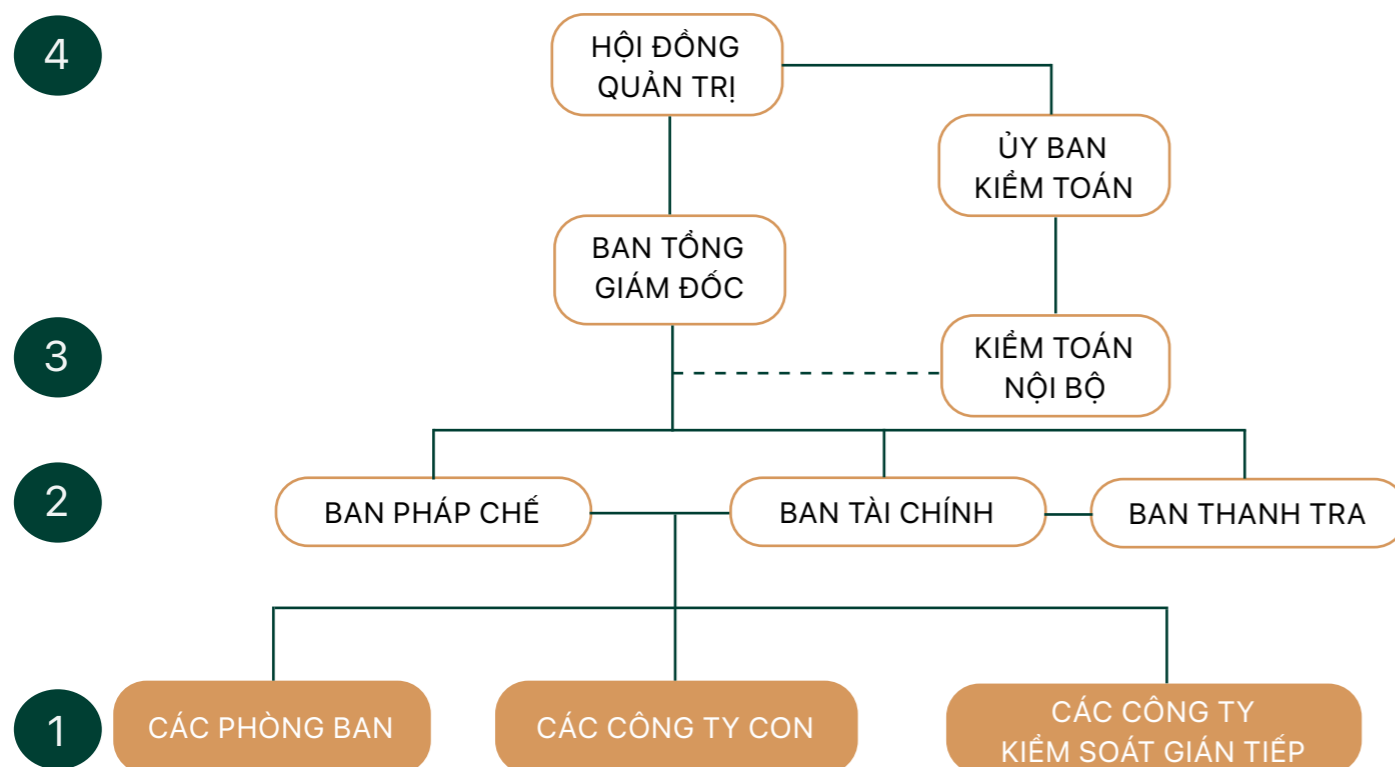 4
HỘI ĐỒNG
QUẢN TRỊ
ỦY BAN
KIỂM TOÁN
BAN TỔNG
GIÁM ĐỐC
3
KIỂM TOÁN
NỘI BỘ
2
BAN PHÁP CHẾ
BAN TÀI CHÍNH
BAN THANH TRA
1
CÁC PHÒNG BAN
CÁC CÔNG TY CON
CÁC CÔNG TY
KIỂM SOÁT GIÁN TIẾP